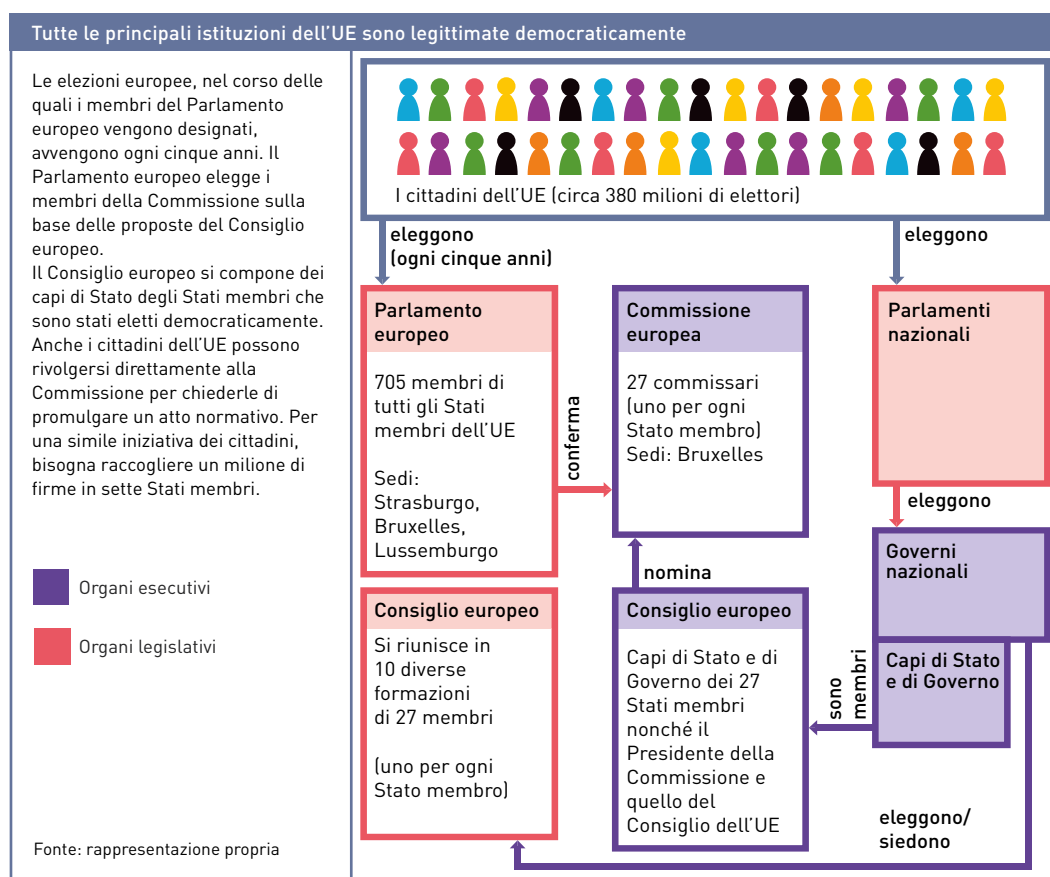 Tutte le principali istituzioni dell'UE sono legittimate democraticamente
Le elezioni europee, nel corso delle
quali i membri del Parlamento
europeo vengono designati,
avvengono ogni cinque anni. Il
Parlamento europeo elegge i
membri della Commissione sulla
base delle proposte del Consiglio
europeo.
Il Consiglio europeo si compone dei
capi di Stato degli Stati membri che
sono stati eletti democraticamente.
Anche i cittadini dell'UE possono
rivolgersi direttamente alla
Commissione per chiederle di
promulgare un atto normativo. Per
una simile iniziativa dei cittadini,
bisogna raccogliere un milione di
firme in sette Stati membri.
Organi esecutivi
Organi legislativi
Fonte: rappresentazione propria
I cittadini dell'UE (circa 380 milioni di elettori)
eleggono
(ogni cinque anni)
eleggono
Parlamento
europeo
705 membri di
tutti gli Stati
membri dell'UE
Sedi:
Strasburgo,
Bruxelles,
Lussemburgo
conferma
Commissione
europea
27 commissari
(uno per ogni
Stato membro)
Sedi: Bruxelles
Parlamenti
nazionali
eleggono
Governi
nazionali
Capi di Stato
e di Governo
nomina
Consiglio europeo
Si riunisce in
10 diverse
formazioni
di 27 membri
(uno per ogni
Stato membro)
Consiglio europeo
Capi di Stato e di
Governo dei 27
Stati membri
nonché il
Presidente della
Commissione e
quello del
Consiglio dell'UE
sono
membri
eleggono/
siedono